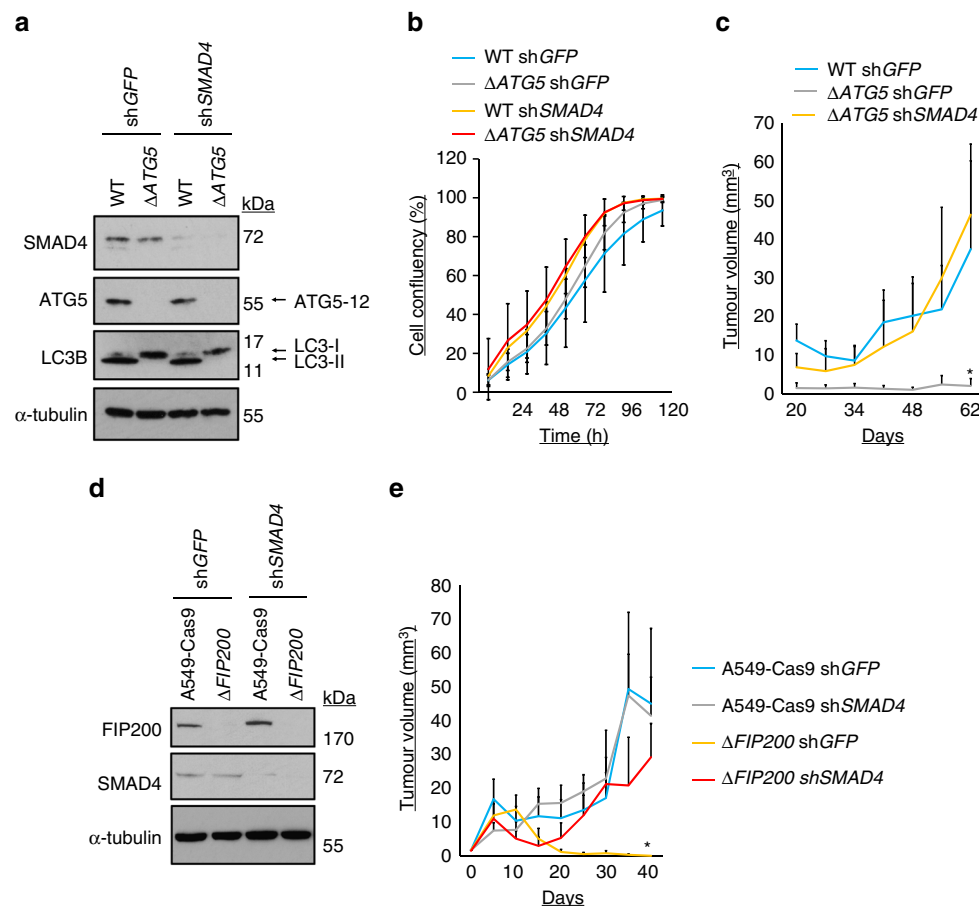 a
shGFP
shSMAD4
WT
ΔATG5
WT
ΔATG5
kDa
SMAD4
72
ATG5
55
ATG5-12
LC3B
17
11
LC3-I
LC3-II
α-tubulin
55
b
WT shGFP
ΔATG5 shGFP
WT shSMAD4
ΔATG5 shSMAD4
Cell confluency (%)
120
100
80
60
40
20
0
24
48
72
96
120
Time (h)
c
WT shGFP
ΔATG5 shGFP
ΔATG5 shSMAD4
Tumour volume (mm³)
70
60
50
40
30
20
10
0
*
20
34
48
62
Days
d
shGFP
shSMAD4
A549-Cas9
ΔFIP200
A549-Cas9
ΔFIP200
kDa
FIP200
170
SMAD4
72
α-tubulin
55
e
Tumour volume (mm³)
80
70
60
50
40
30
20
10
0
*
0
10
20
30
40
Days
A549-Cas9 shGFP
A549-Cas9 shSMAD4
ΔFIP200 shGFP
ΔFIP200 shSMAD4